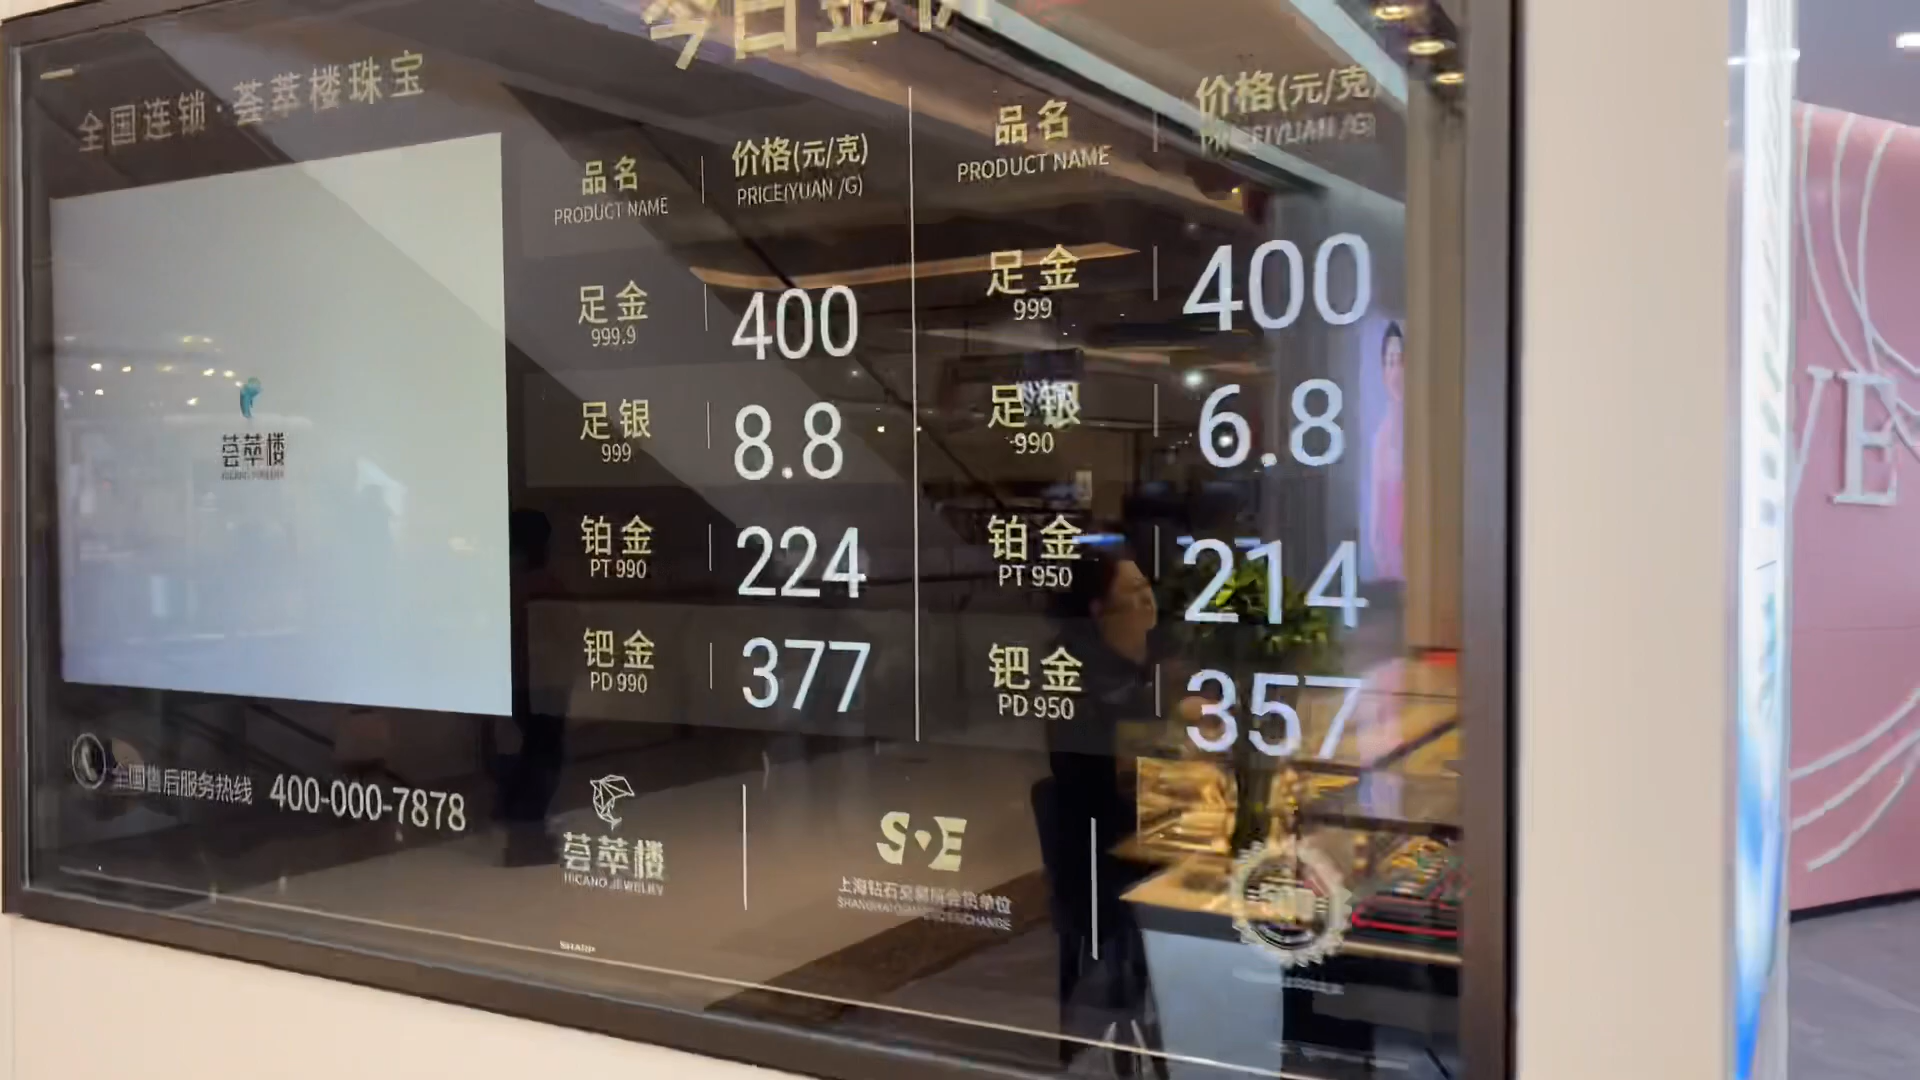 今日金价
全国连锁·荟萃楼珠宝
荟萃楼
品名 价格(元/克)
PRODUCT NAME PRICE(YUAN /G)
足金 400
999.9
足银 8.8
999
铂金 224
PT 990
钯金 377
PD 990
品名 价格(元/克)
PRODUCT NAME PRICE(YUAN /G)
足金 400
999
足银 6.8
990
铂金 214
PT 950
钯金 357
PD 950
全国售后服务热线 400-000-7878
荟萃楼
HICANO JEWELRY
S·E
上海钻石交易所会员单位
SHARP
VE